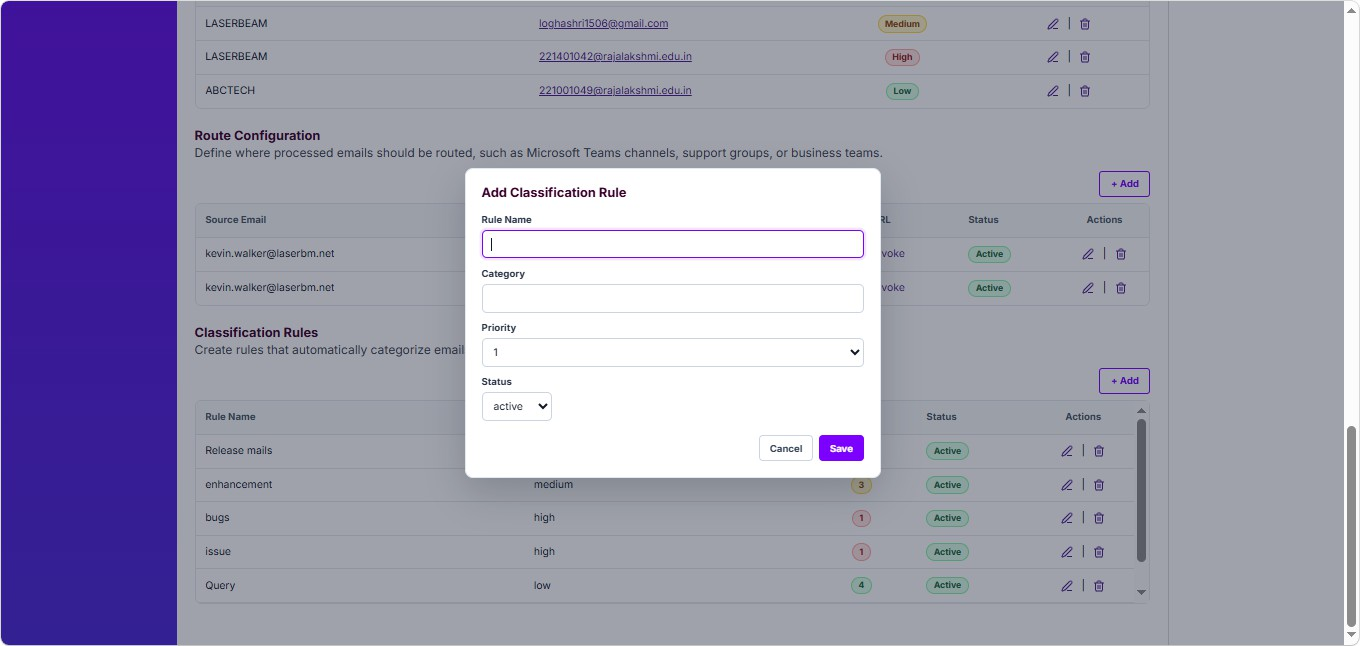 LASERBEAM loghashri1506@gmail.com Medium
LASERBEAM 221401042@rajalakshmi.edu.in High
ABCTECH 221001049@rajalakshmi.edu.in Low
Route Configuration
Define where processed emails should be routed, such as Microsoft Teams channels, support groups, or business teams.
+ Add
Source Email RL Status Actions
kevin.walker@laserbm.net voke Active
kevin.walker@laserbm.net voke Active
Classification Rules
Create rules that automatically categorize email
+ Add
Rule Name Status Actions
Release mails Active
enhancement medium 3 Active
bugs high 1 Active
issue high 1 Active
Query low 4 Active
Add Classification Rule
Rule Name
Category
Priority
1
Status
active
Cancel Save